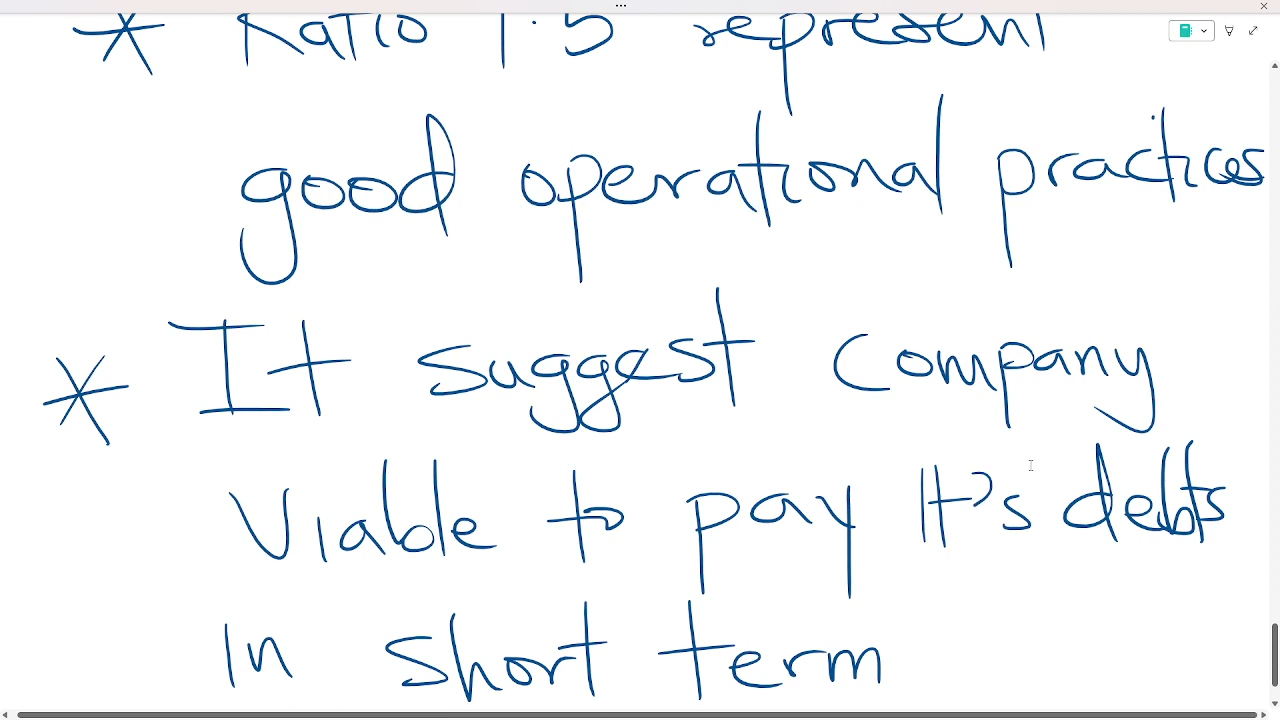 * Ratio 1.5 represent
good operational practices
* It suggest company
viable to pay It's debts
In short term